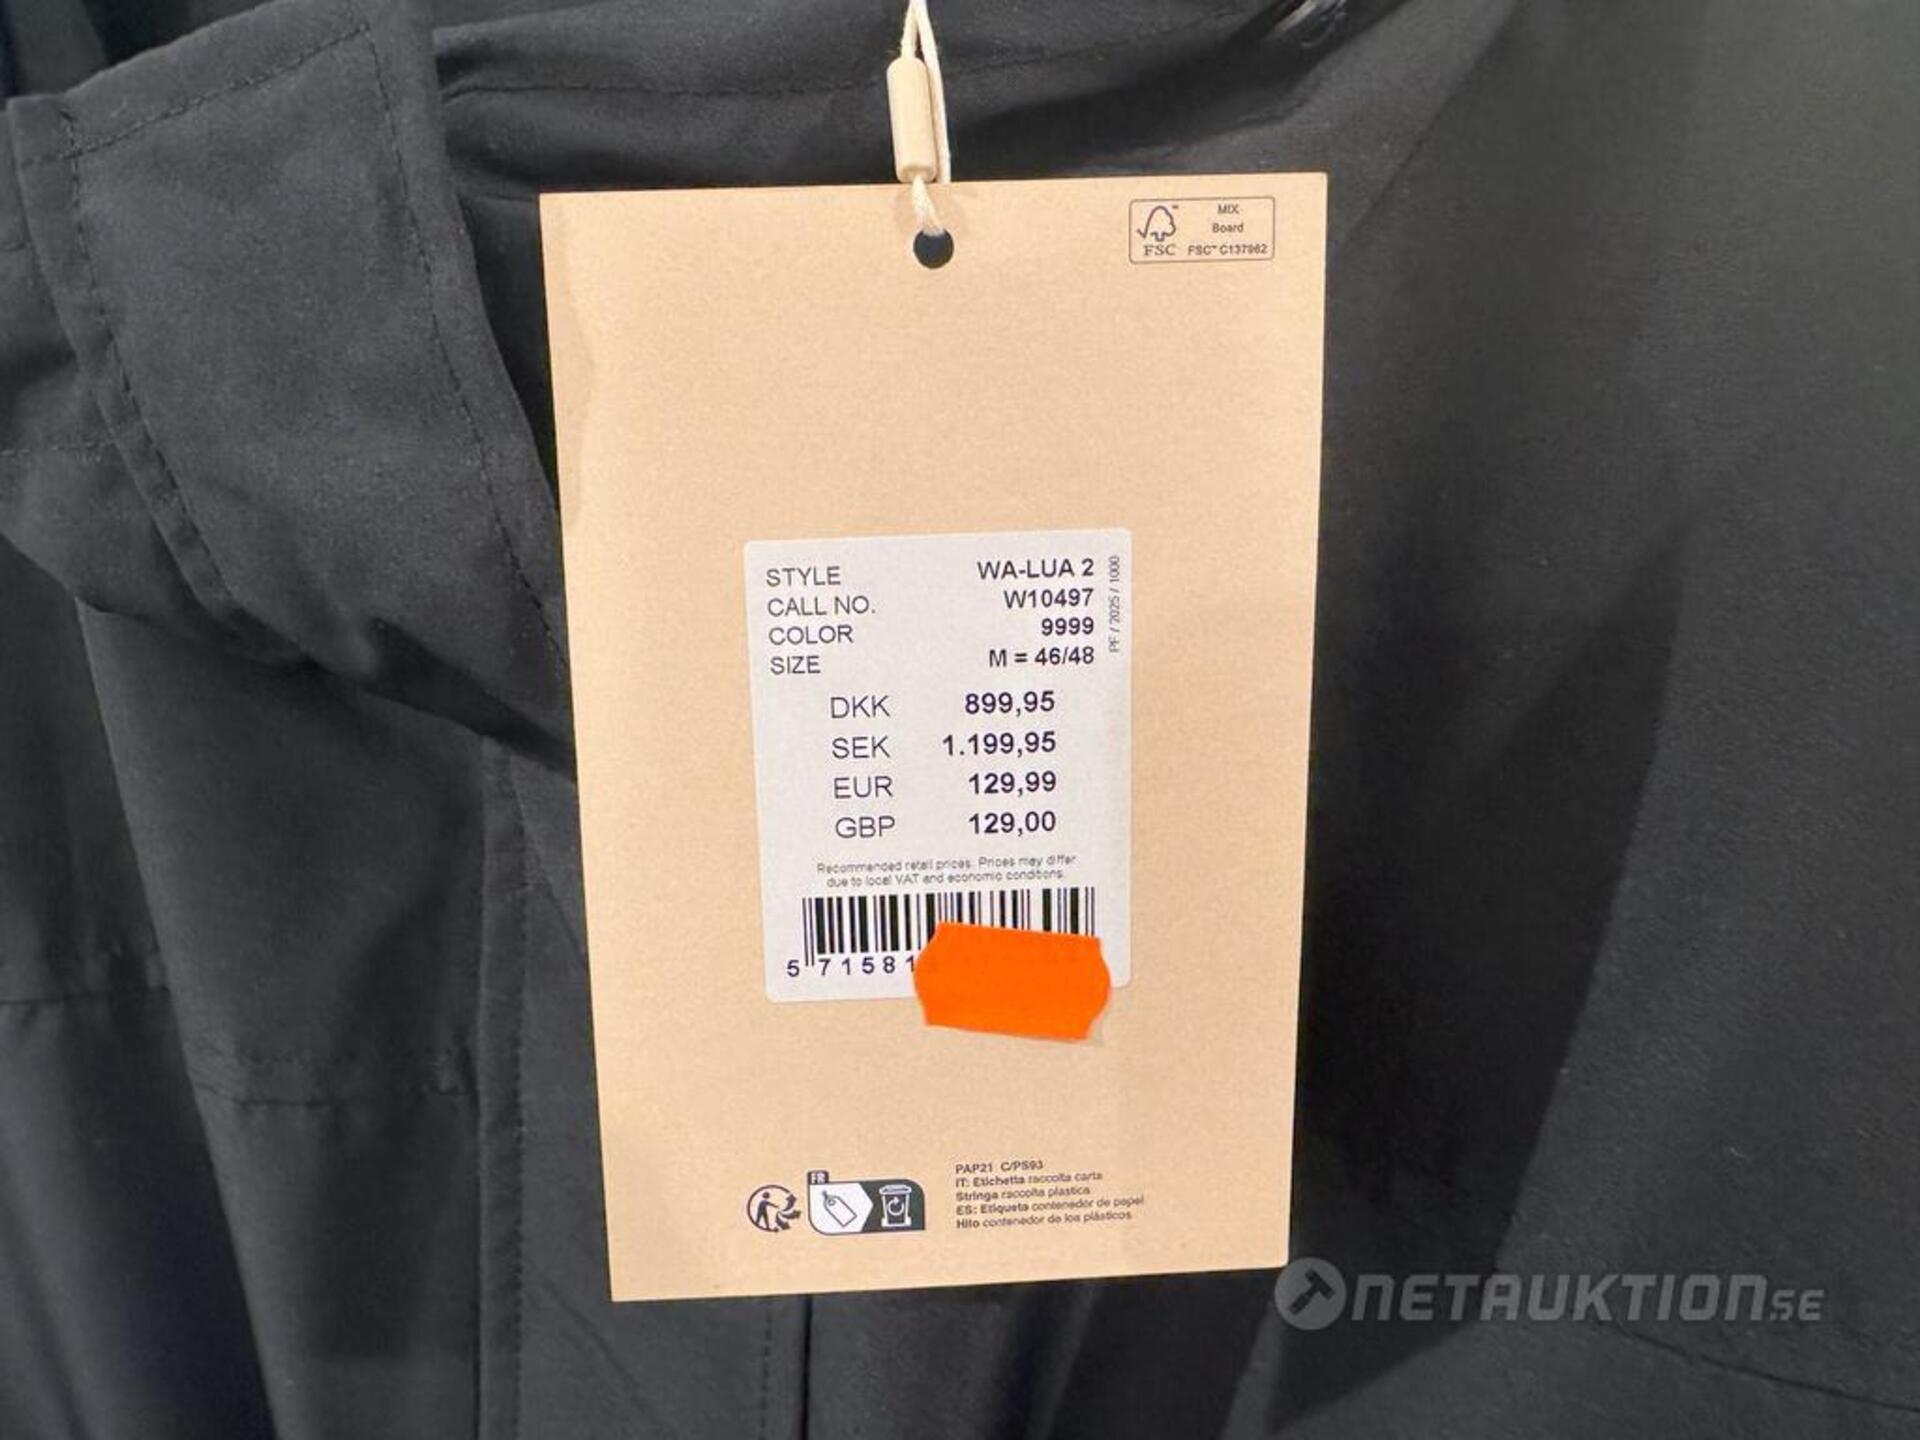 MIX
Board
FSC FSC™ C137962
STYLE WA-LUA 2
CALL NO. W10497
COLOR 9999
SIZE M = 46/48
PF / 2025 / 1000
DKK 899,95
SEK 1.199,95
EUR 129,99
GBP 129,00
Recommended retail prices. Prices may differ
due to local VAT and economic conditions.
5 71581
FR
PAP21 C/PS93
IT: Etichetta raccolta carta
Stringa raccolta plastica
ES: Etiqueta contenedor de papel
Hilo contenedor de los plásticos
NETAUKTION.SE